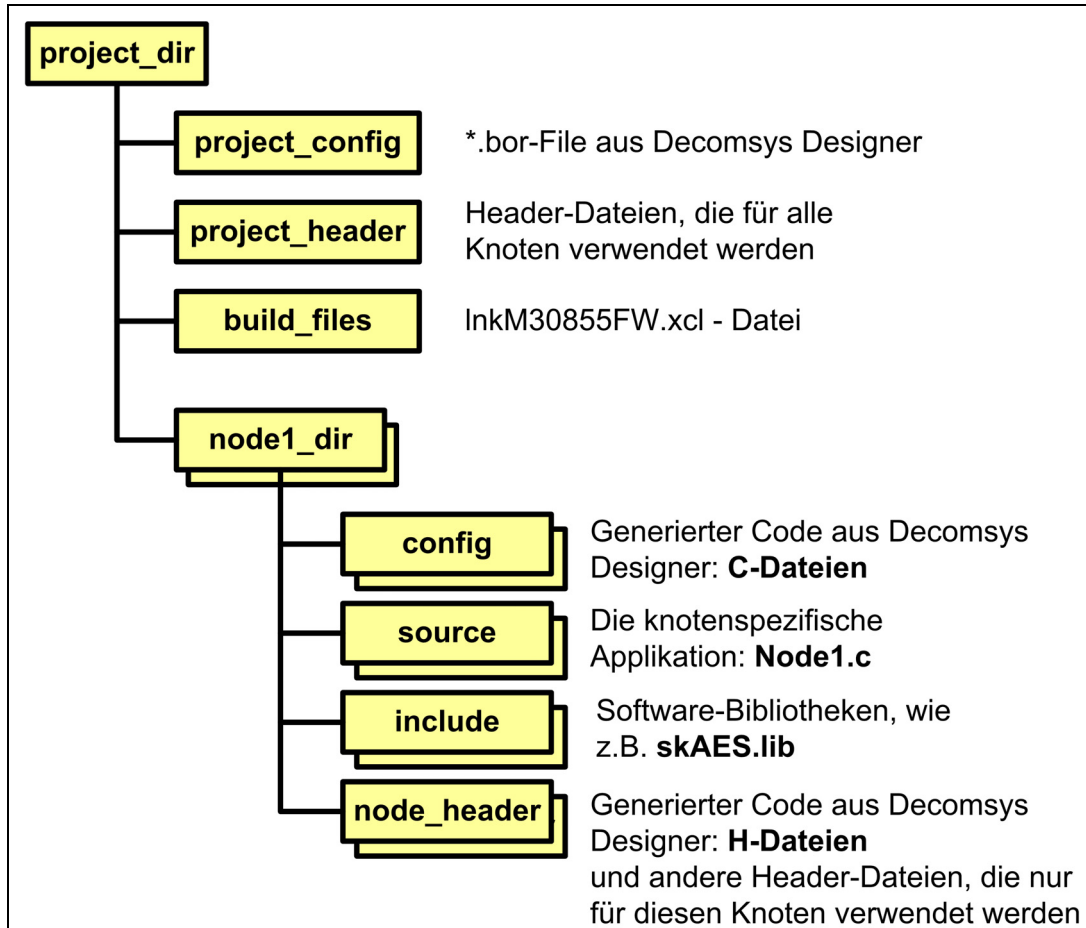 project_dir
project_config
*.bor-File aus Decomsys Designer
project_header
Header-Dateien, die für alle
Knoten verwendet werden
build_files
lnkM30855FW.xcl - Datei
node1_dir
config
Generierter Code aus Decomsys
Designer: C-Dateien
source
Die knotenspezifische
Applikation: Node1.c
include
Software-Bibliotheken, wie
z.B. skAES.lib
node_header
Generierter Code aus Decomsys
Designer: H-Dateien
und andere Header-Dateien, die nur
für diesen Knoten verwendet werden